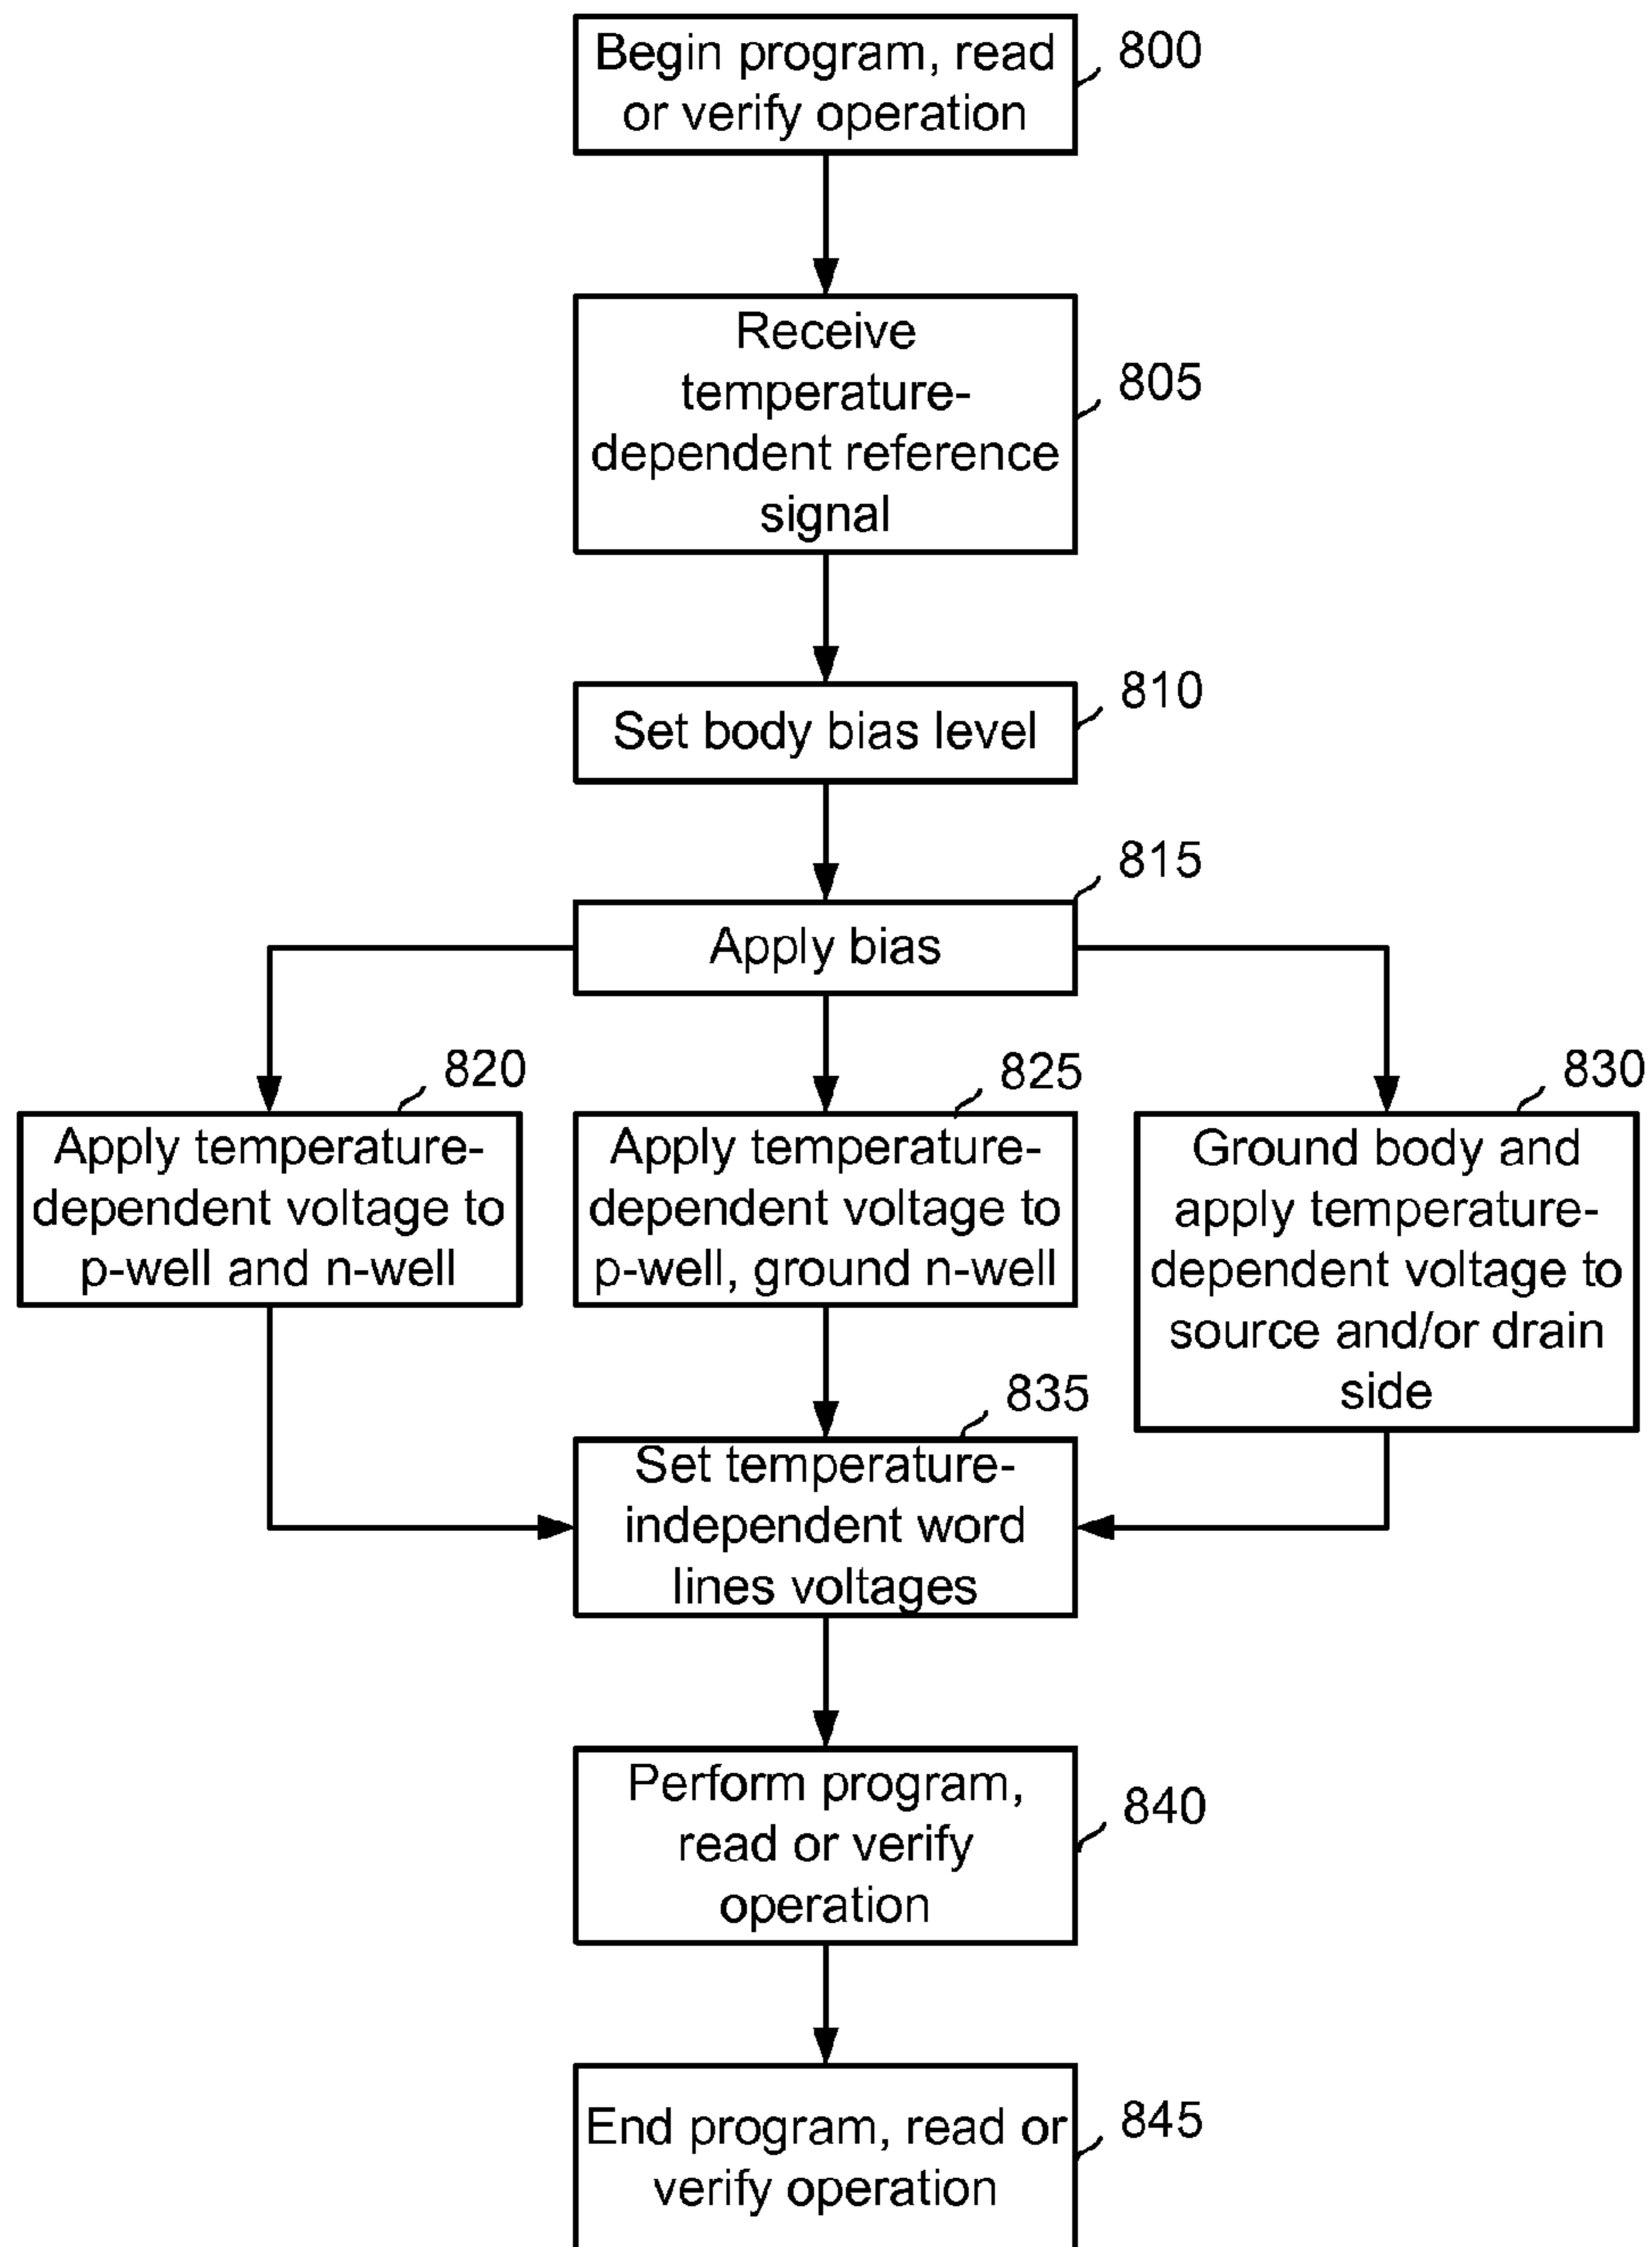 Begin program, read
or verify operation
800
Receive
temperature-
dependent reference
signal
805
Set body bias level
810
815
Apply bias
820
Apply temperature-
dependent voltage to
p-well and n-well
825
Apply temperature-
dependent voltage to
p-well, ground n-well
830
Ground body and
apply temperature-
dependent voltage to
source and/or drain
side
835
Set temperature-
independent word
lines voltages
Perform program,
read or verify
operation
840
End program, read or
verify operation
845